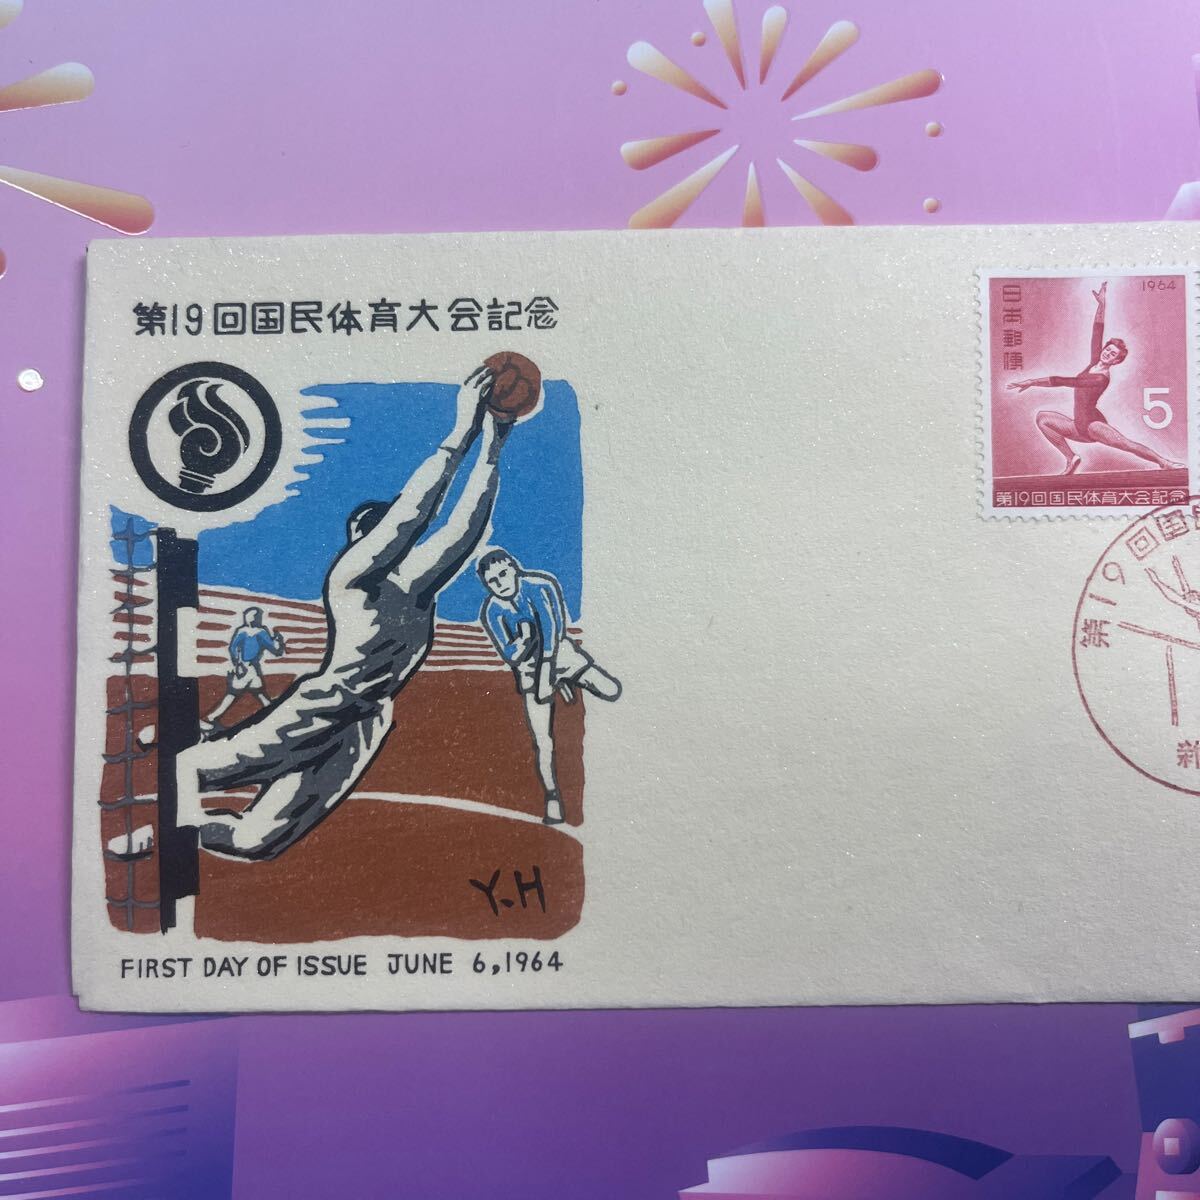 第19回国民体育大会記念
Y.H
FIRST DAY OF ISSUE JUNE 6,1964
日本郵便
1964
5
第19回国民体育大会記念
第19回国
新